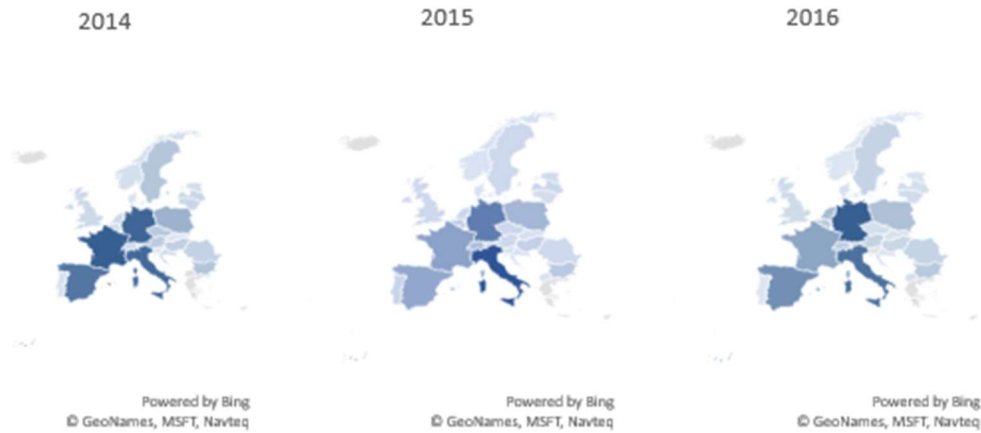 2014
2015
2016
Powered by Bing
© GeoNames, MSFT, Navteq
Powered by Bing
© GeoNames, MSFT, Navteq
Powered by Bing
© GeoNames, MSFT, Navteq